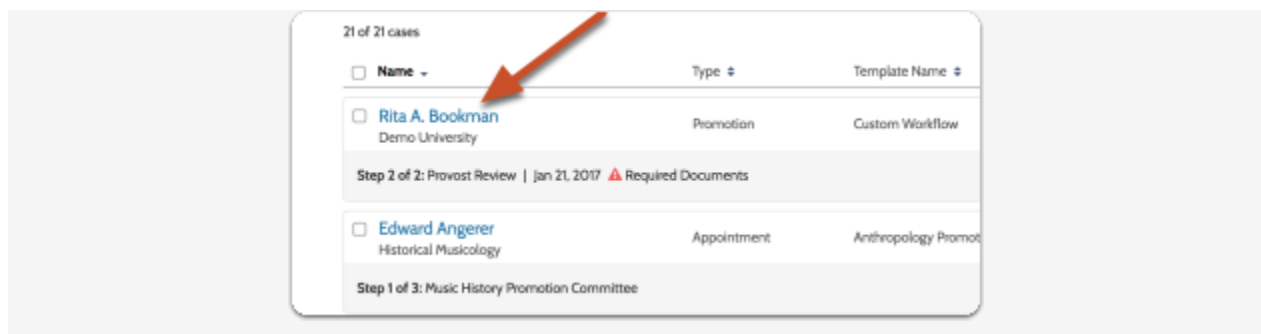 21 of 21 cases
Name Type Template Name
Rita A. Bookman Promotion Custom Workflow
Demo University
Step 2 of 2: Provost Review | Jan 21, 2017 Required Documents
Edward Angerer Appointment Anthropology Promot
Historical Musicology
Step 1 of 3: Music History Promotion Committee